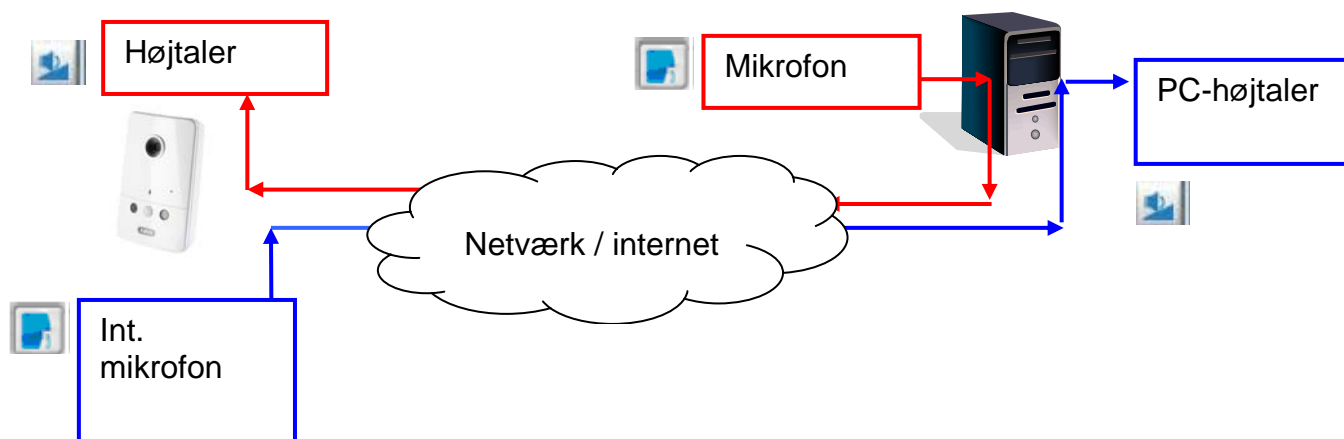 Højtaler
Mikrofon
PC-højtaler
Netværk / internet
Int.
mikrofon